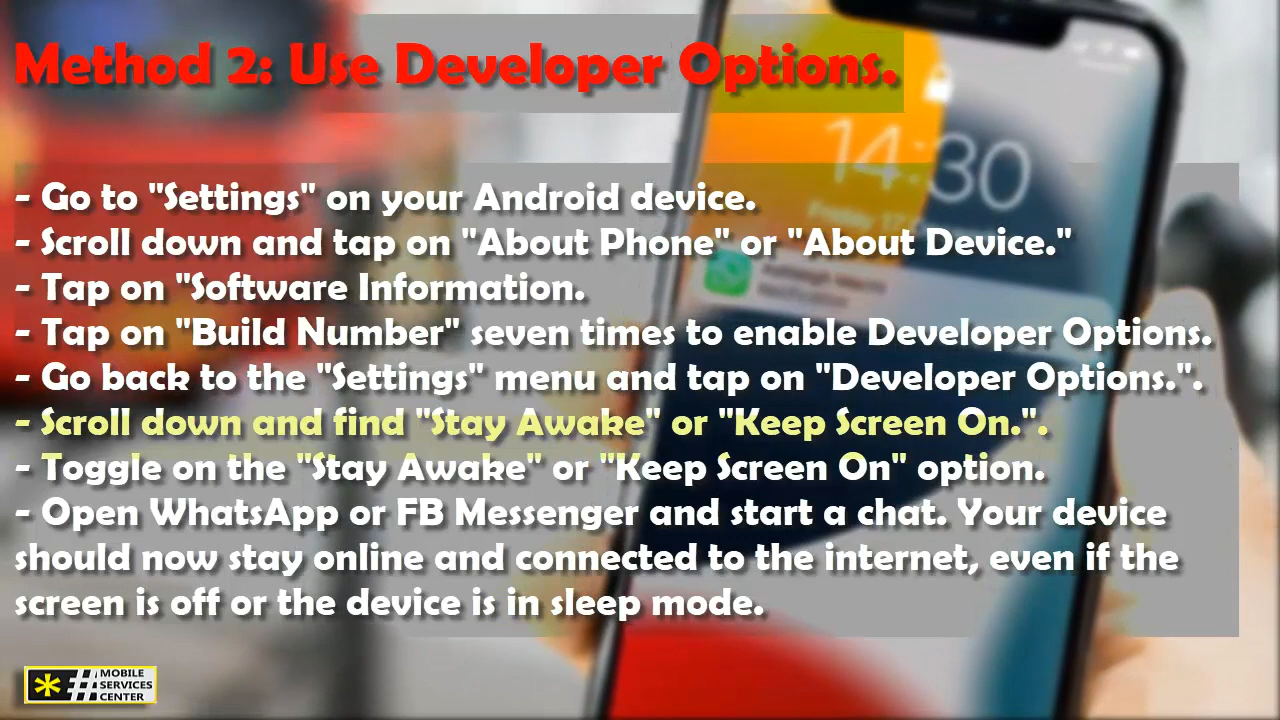 Method 2: Use Developer Options.
- Go to "Settings" on your Android device.
- Scroll down and tap on "About Phone" or "About Device."
- Tap on "Software Information.
- Tap on "Build Number" seven times to enable Developer Options.
- Go back to the "Settings" menu and tap on "Developer Options.".
- Scroll down and find "Stay Awake" or "Keep Screen On.".
- Toggle on the "Stay Awake" or "Keep Screen On" option.
- Open WhatsApp or FB Messenger and start a chat. Your device
should now stay online and connected to the internet, even if the
screen is off or the device is in sleep mode.
14:30
*# MOBILE
SERVICES
CENTER